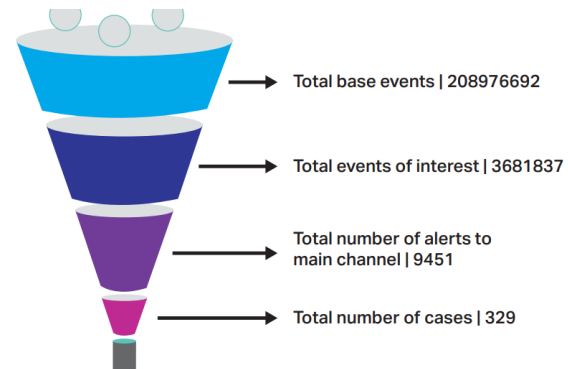 Total base events | 208976692
Total events of interest | 3681837
Total number of alerts to
main channel | 9451
Total number of cases | 329